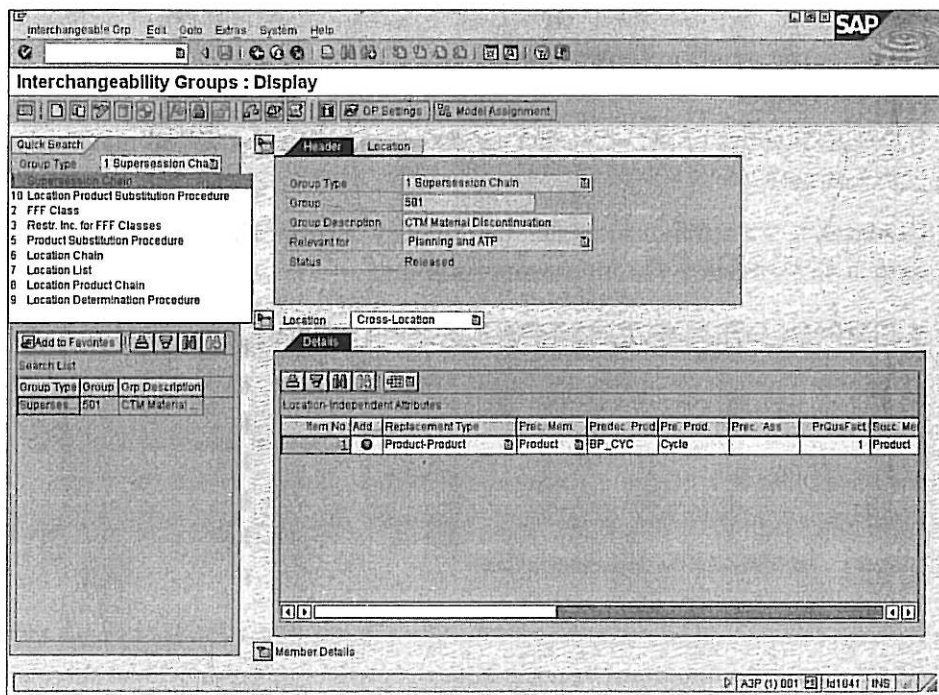 Interchangeable Grp Edit Goto Extras System Help
SAP
Interchangeability Groups : Display
OP Settings Model Assignment
Quick Search
Group Type 1 Supersession Chai
1 Supersession Chain
10 Location Product Substitution Procedure
2 FFF Class
3 Restr. Inc. for FFF Classes
5 Product Substitution Procedure
6 Location Chain
7 Location List
8 Location Product Chain
9 Location Determination Procedure
Add to Favorites
Search List
Group Type Group Grp Description
Superses... 501 CTM Material ...
Header Location
Group Type 1 Supersession Chain
Group 501
Group Description CTM Material Discontinuation
Relevant for Planning and ATP
Status Released
Location Cross-Location
Details
Location-Independent Attributes
Item No. Add. Replacement Type Prec. Mem. Predec. Prod Pre. Prod. Prec. Ass PrQuaFact Succ. Me
1 Product-Product Product BP_CYC Cycle 1 Product
Member Details
A3P (1) 001 ld1841 INS